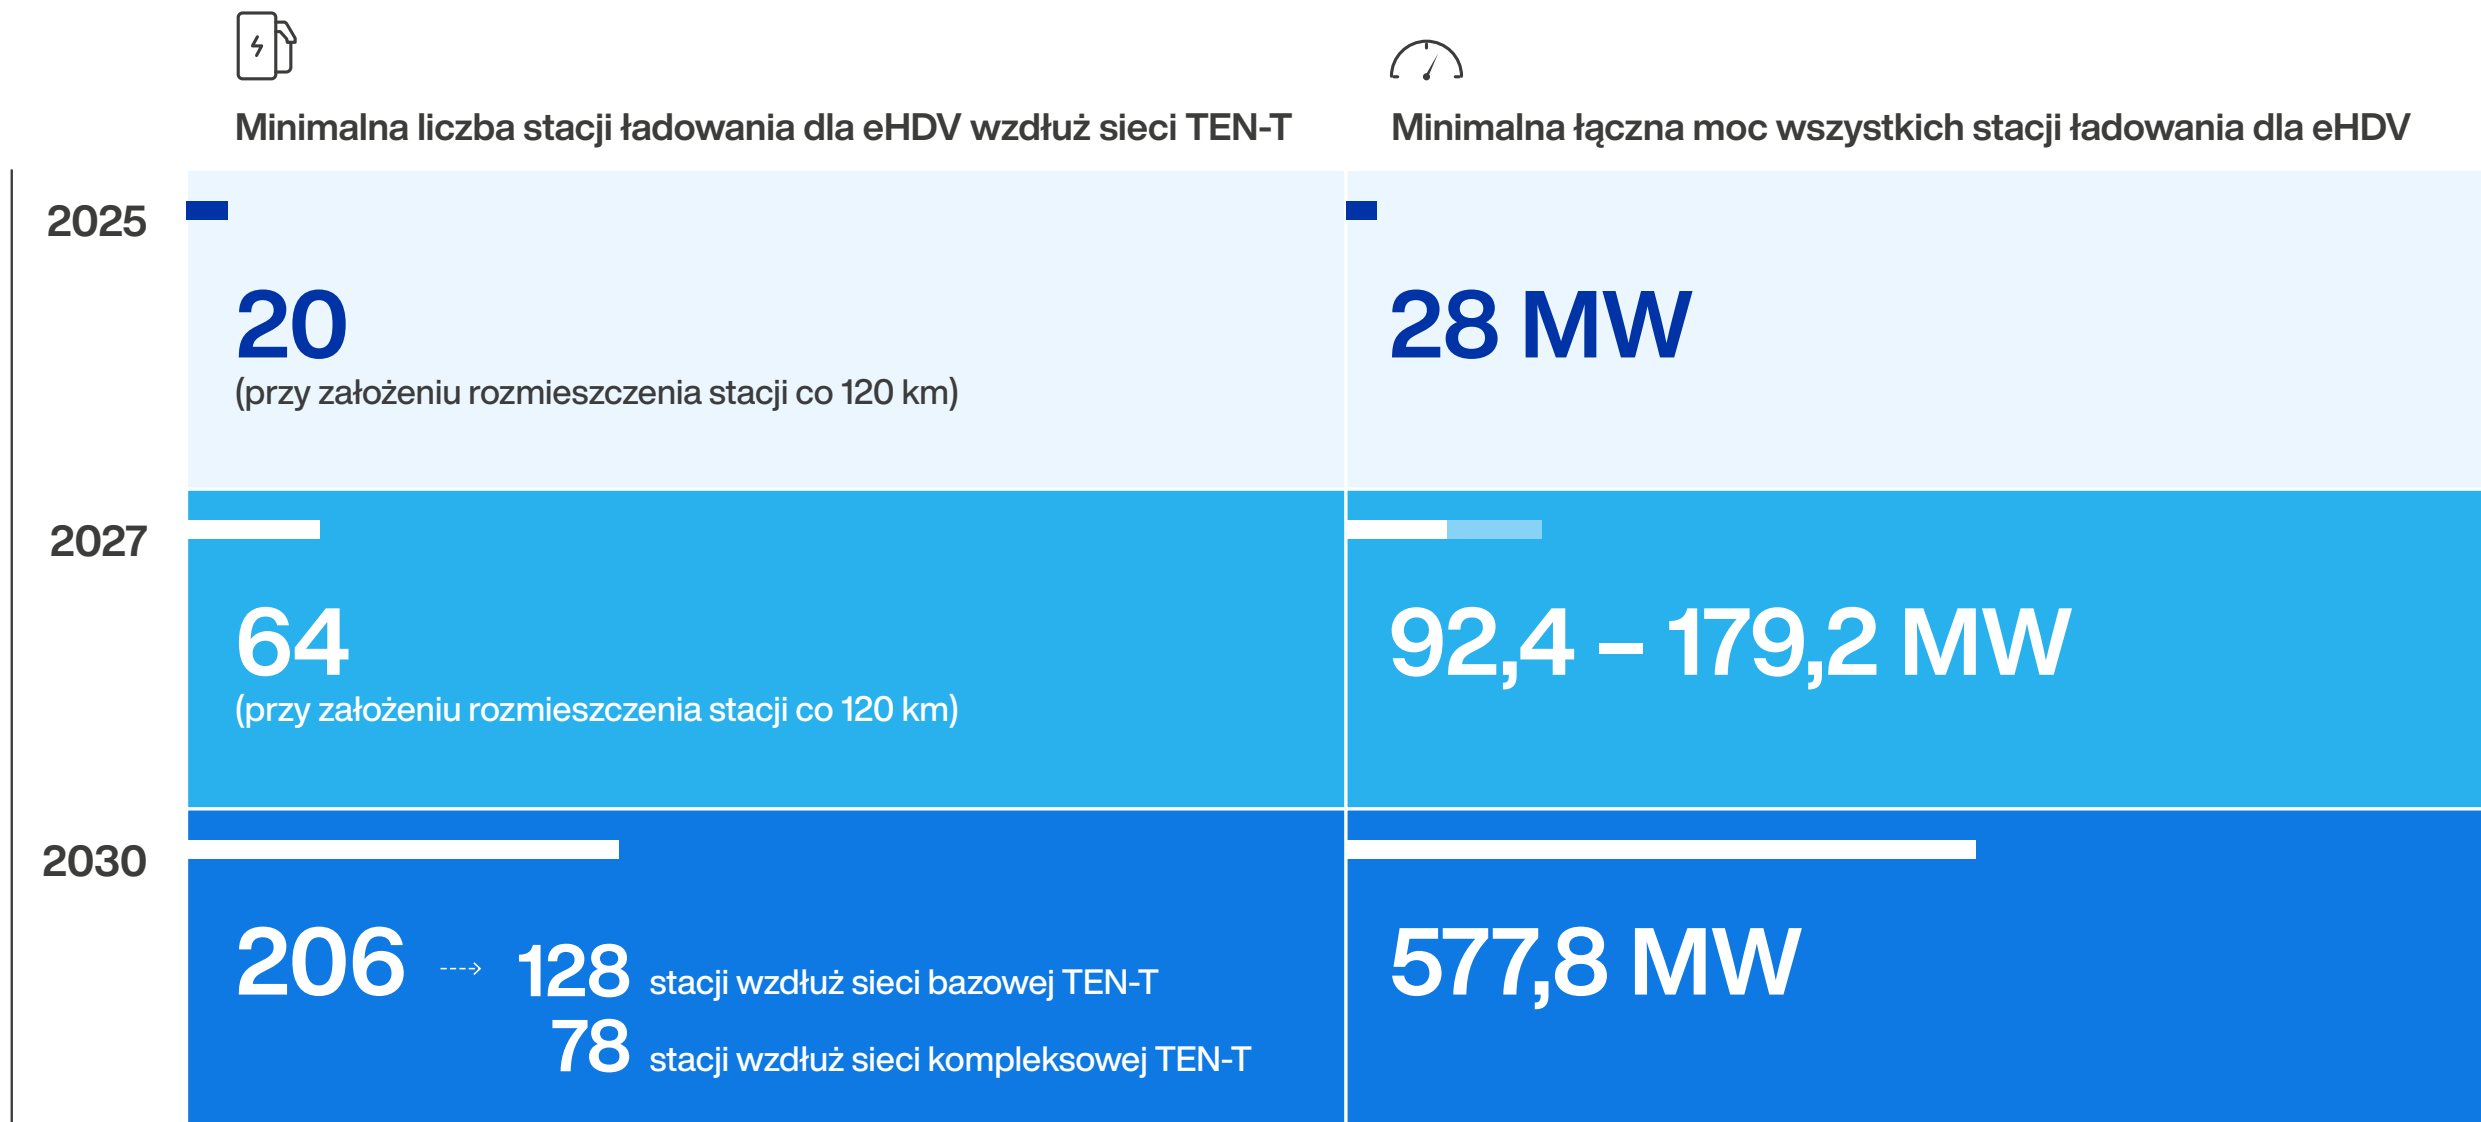 Minimalna liczba stacji ładowania dla eHDV wzdłuż sieci TEN-T
Minimalna łączna moc wszystkich stacji ładowania dla eHDV
2025
20
(przy założeniu rozmieszczenia stacji co 120 km)
28 MW
2027
64
(przy założeniu rozmieszczenia stacji co 120 km)
92,4 – 179,2 MW
2030
206
128 stacji wzdłuż sieci bazowej TEN-T
78 stacji wzdłuż sieci kompleksowej TEN-T
577,8 MW